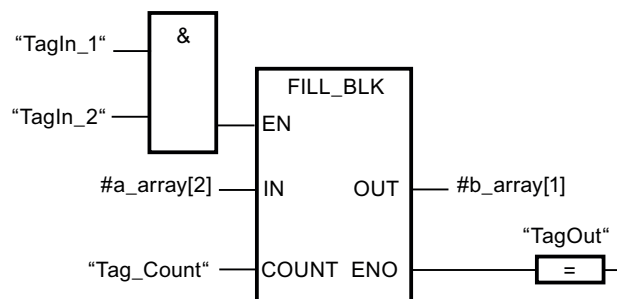 “TagIn_1“
&
“TagIn_2“
FILL_BLK
EN
#a_array[2] IN OUT #b_array[1]
“TagOut“
“Tag_Count“ COUNT ENO =